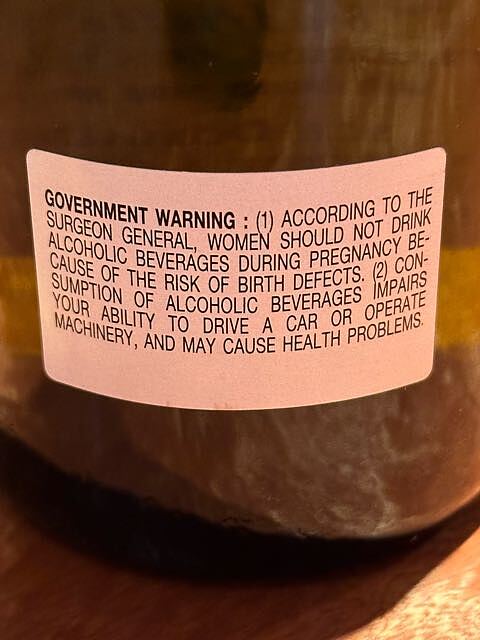 GOVERNMENT WARNING : (1) ACCORDING TO THE
SURGEON GENERAL, WOMEN SHOULD NOT DRINK
ALCOHOLIC BEVERAGES DURING PREGNANCY BE-
CAUSE OF THE RISK OF BIRTH DEFECTS. (2) CON-
SUMPTION OF ALCOHOLIC BEVERAGES IMPAIRS
YOUR ABILITY TO DRIVE A CAR OR OPERATE
MACHINERY, AND MAY CAUSE HEALTH PROBLEMS.